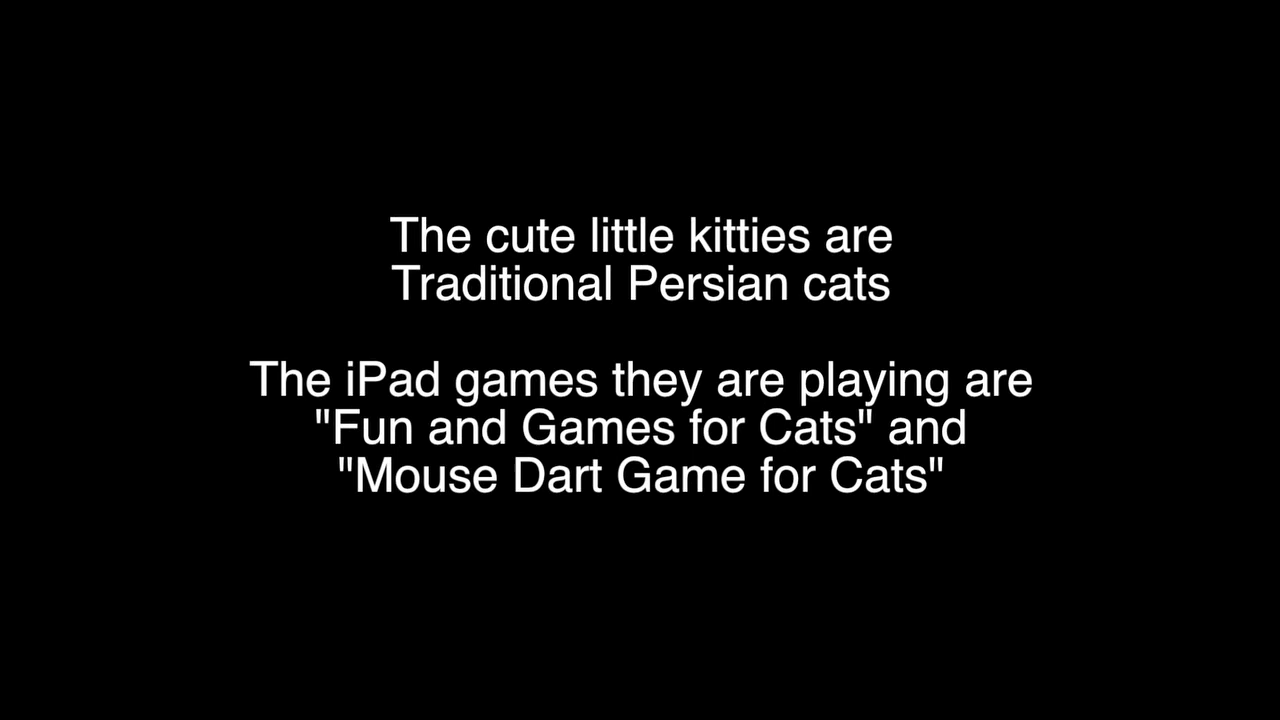 The cute little kitties are
Traditional Persian cats
The iPad games they are playing are
"Fun and Games for Cats" and
"Mouse Dart Game for Cats"